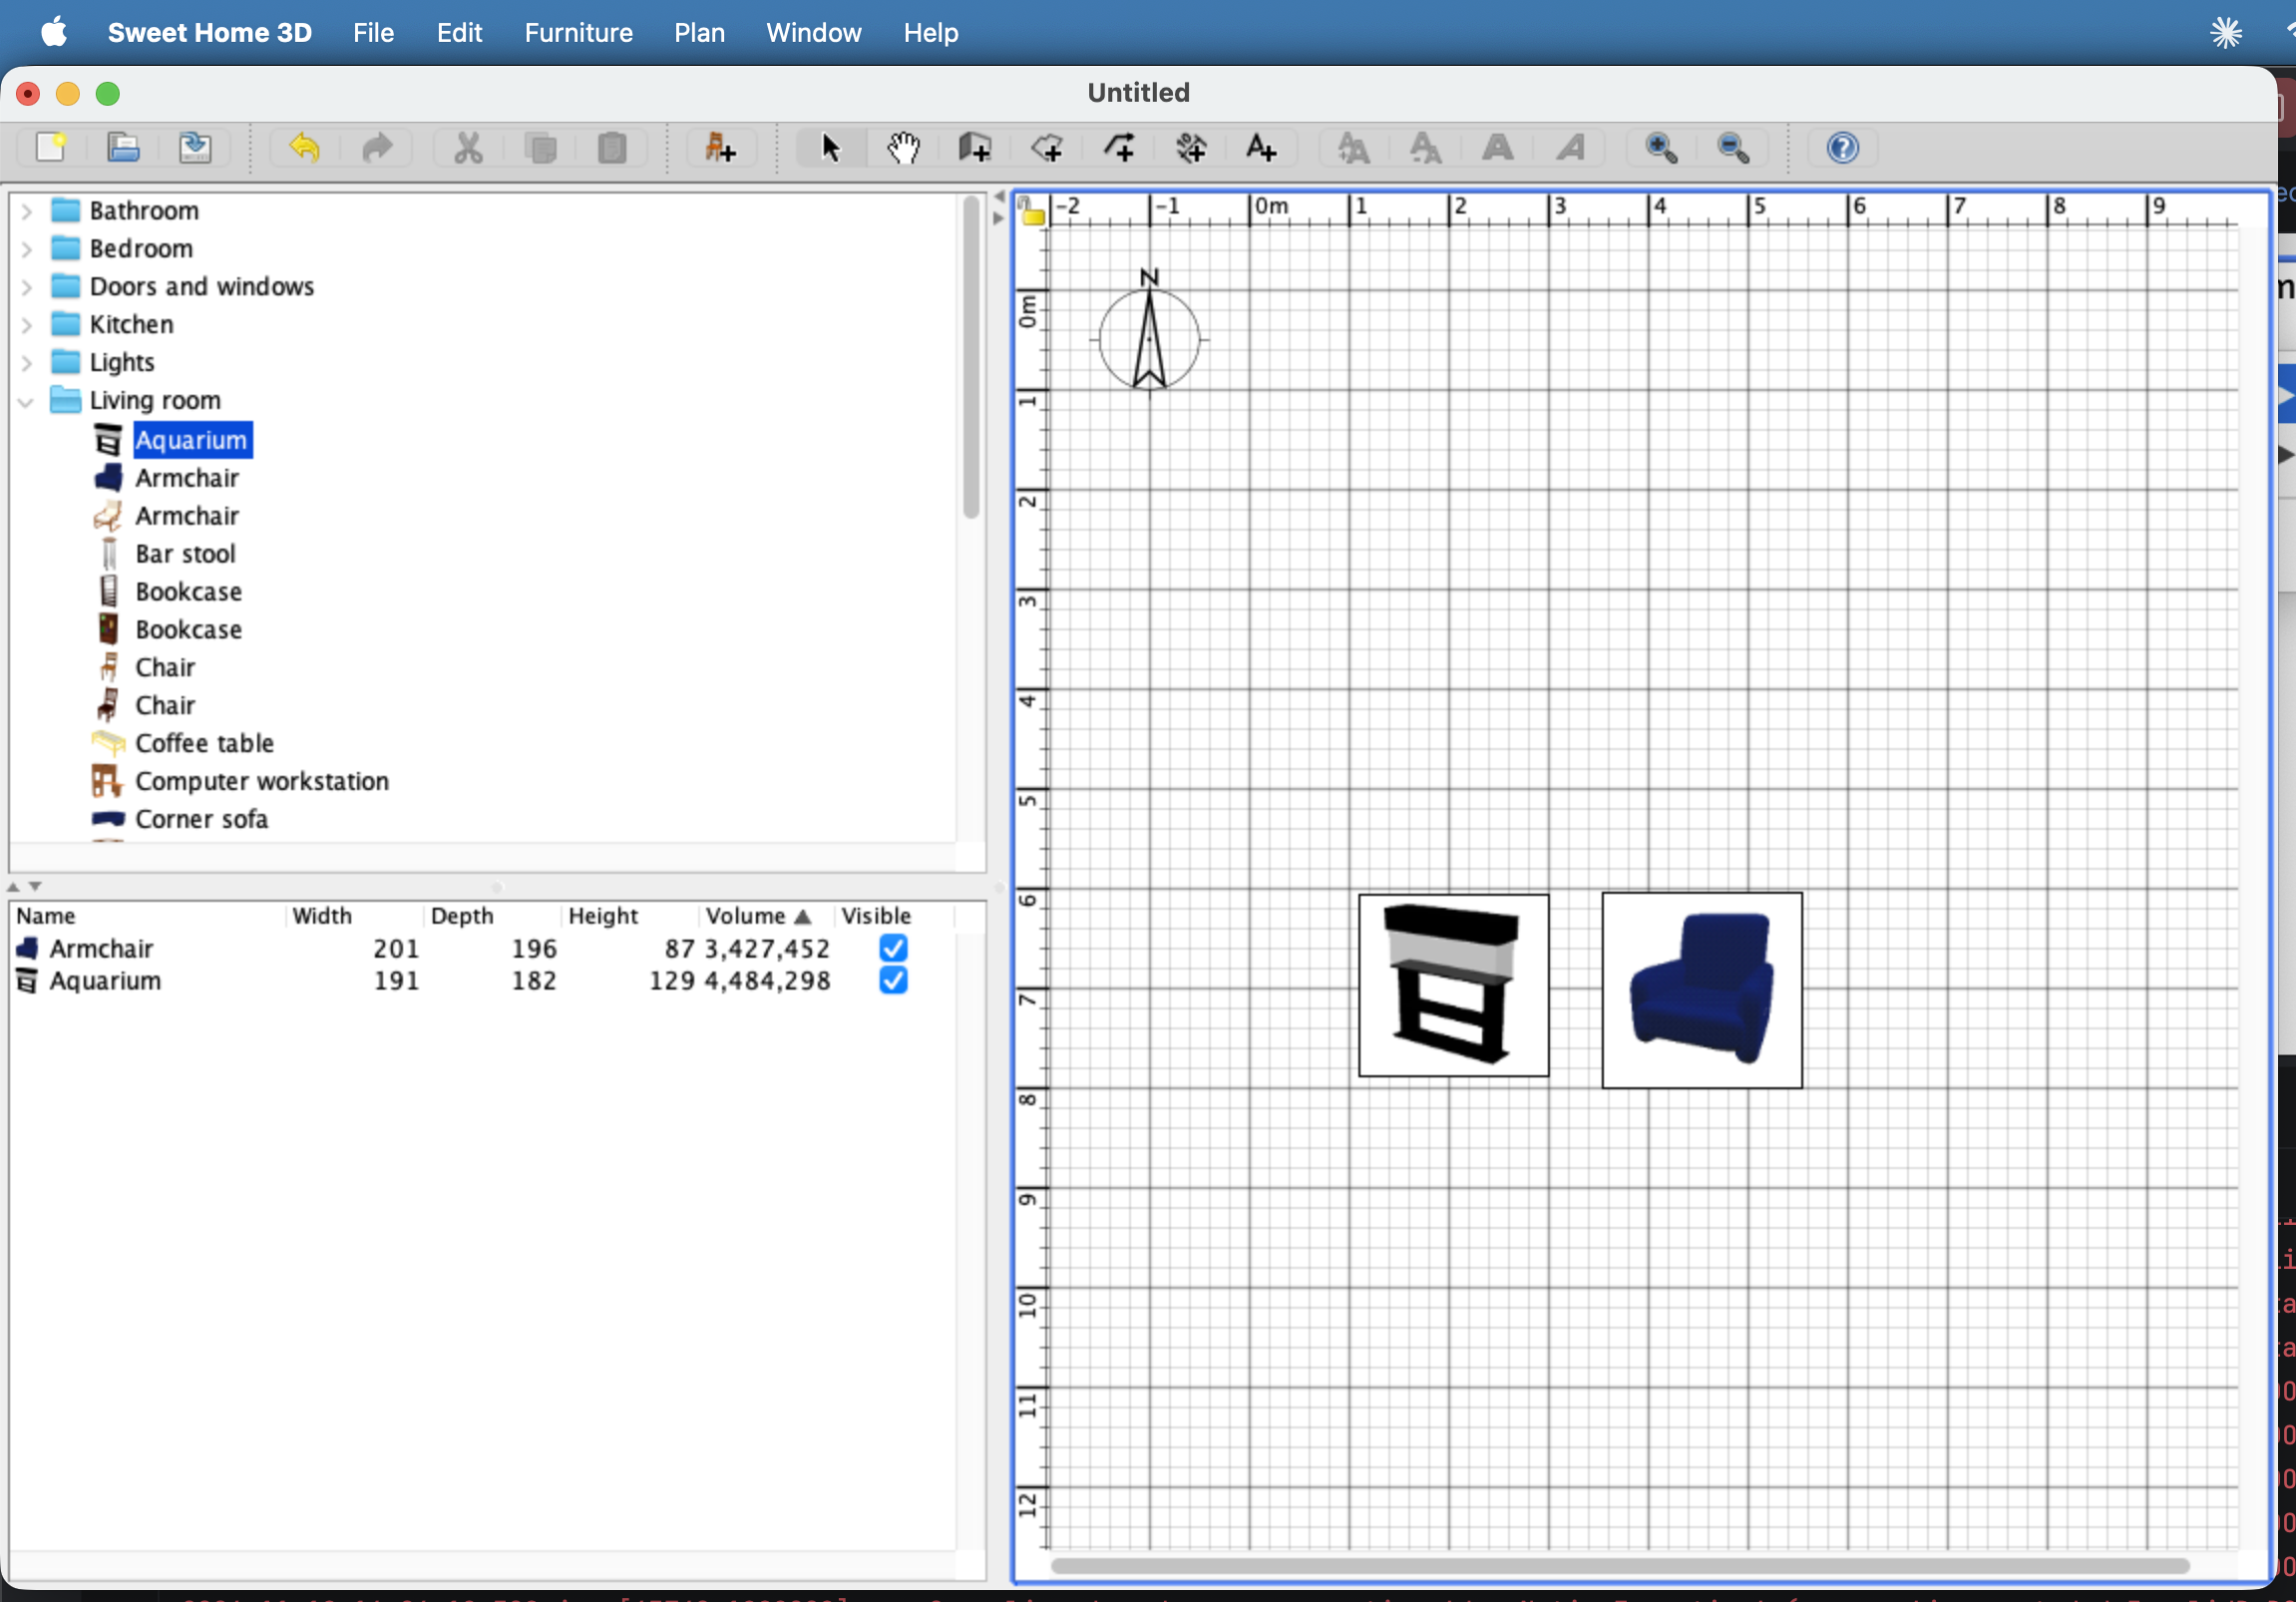 Sweet Home 3D File Edit Furniture Plan Window Help
Untitled
Bathroom
Bedroom
Doors and windows
Kitchen
Lights
Living room
Aquarium
Armchair
Armchair
Bar stool
Bookcase
Bookcase
Chair
Chair
Coffee table
Computer workstation
Corner sofa
Name Width Depth Height Volume Visible
Armchair 201 196 87 3,427,452
Aquarium 191 182 129 4,484,298
-2 -1 0m 1 2 3 4 5 6 7 8 9
N
0m
1
2
3
4
5
6
7
8
9
10
11
12